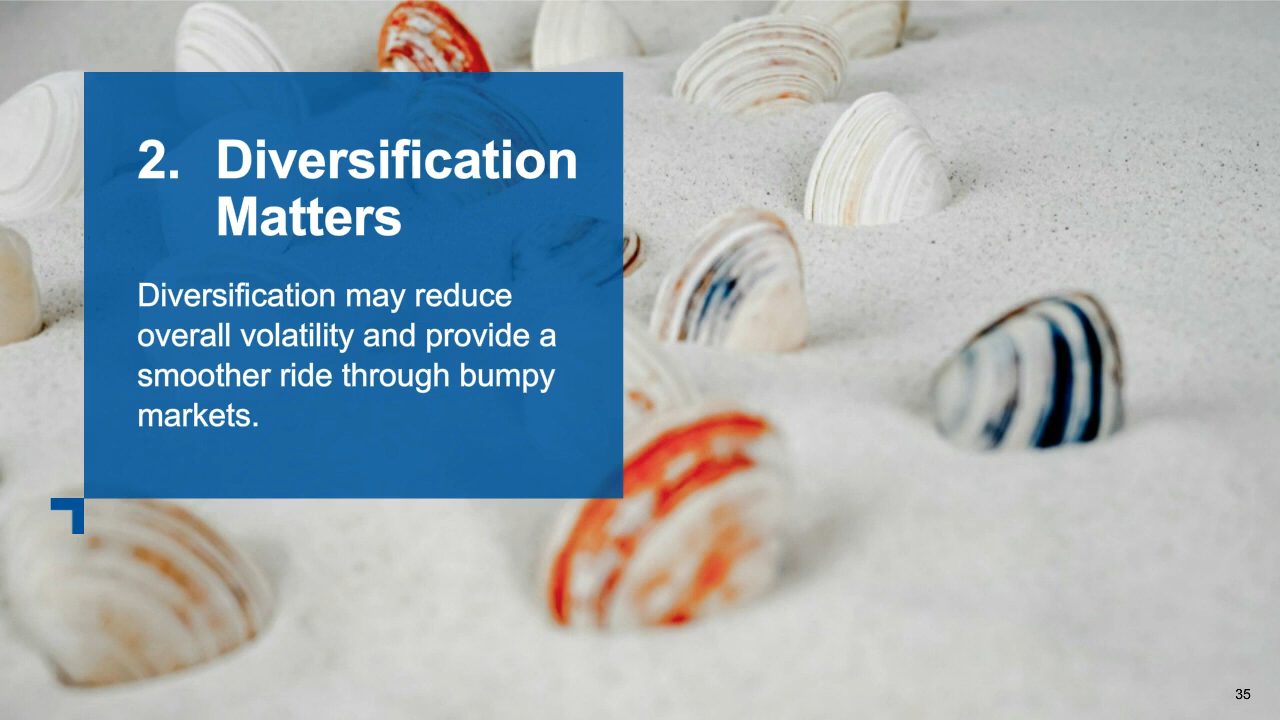 2. Diversification
Matters
Diversification may reduce
overall volatility and provide a
smoother ride through bumpy
markets.
35